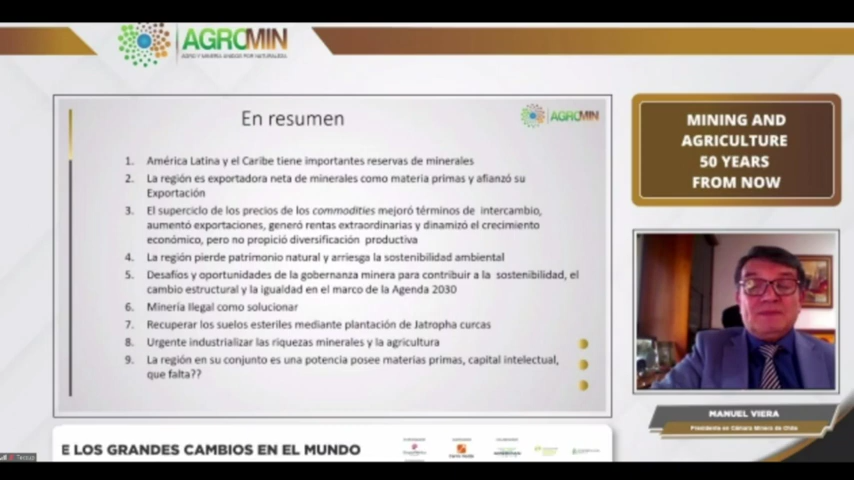 AGROMIN
AGRO Y MINERÍA UNIDOS POR NATURALEZA
En resumen
AGROMIN
1. América Latina y el Caribe tiene importantes reservas de minerales
2. La región es exportadora neta de minerales como materia primas y afianzó su
Exportación
3. El superciclo de los precios de los commodities mejoró términos de intercambio,
aumentó exportaciones, generó rentas extraordinarias y dinamizó el crecimiento
económico, pero no propició diversificación productiva
4. La región pierde patrimonio natural y arriesga la sostenibilidad ambiental
5. Desafíos y oportunidades de la gobernanza minera para contribuir a la sostenibilidad, el
cambio estructural y la igualdad en el marco de la Agenda 2030
6. Minería Ilegal como solucionar
7. Recuperar los suelos esteriles mediante plantación de Jatropha curcas
8. Urgente industrializar las riquezas minerales y la agricultura
9. La región en su conjunto es una potencia posee materías primas, capital intelectual,
que falta??
MINING AND
AGRICULTURE
50 YEARS
FROM NOW
MANUEL VIERA
Presidente en Cámara Minera de Chile
E LOS GRANDES CAMBIOS EN EL MUNDO
Tecsup